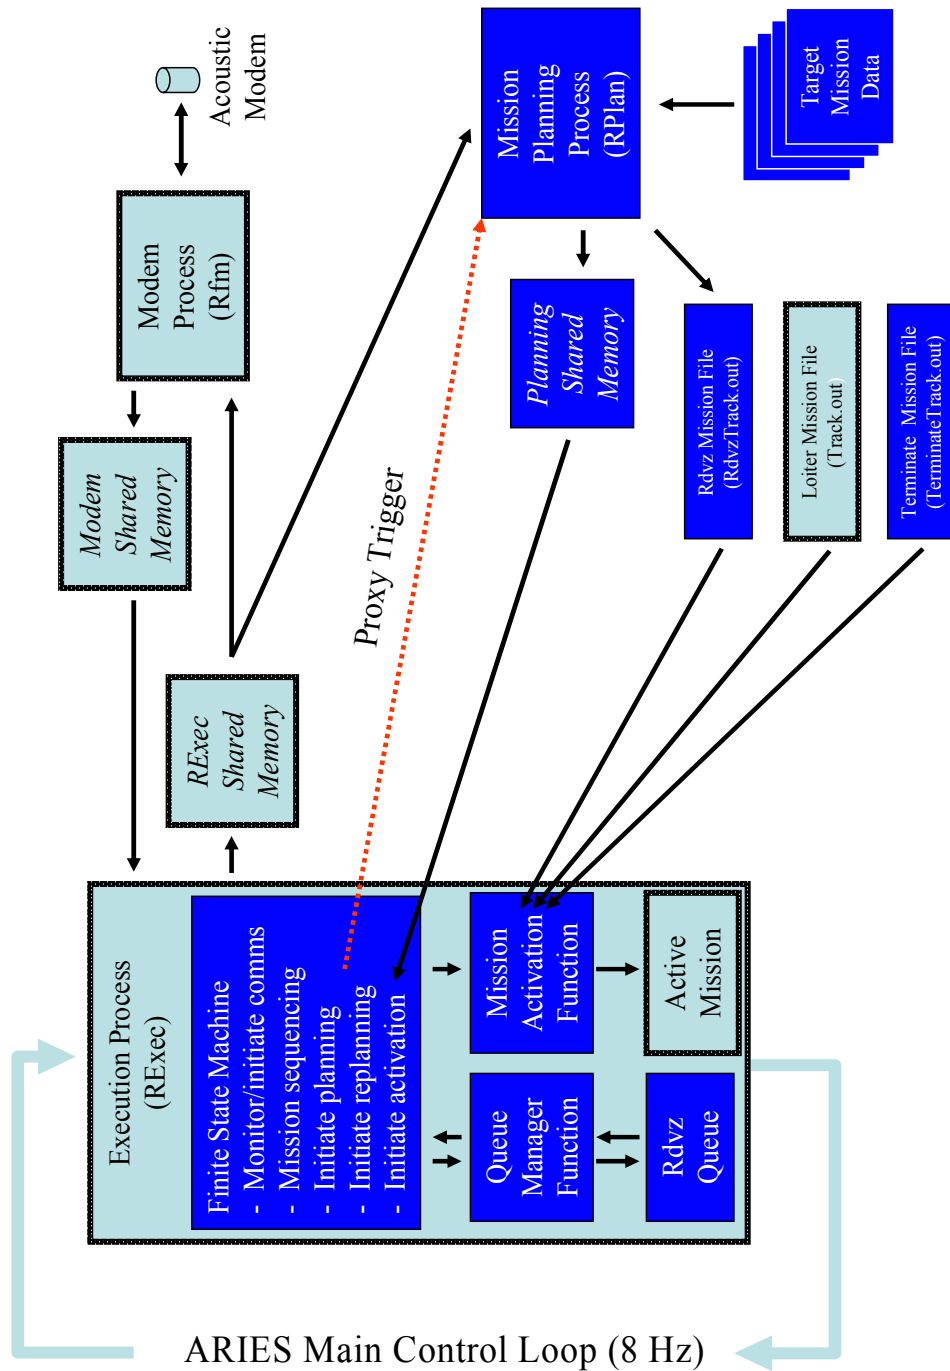 ARIES Main Control Loop (8 Hz)
Execution Process
(RExec)
Finite State Machine
- Monitor/initiate comms
- Mission sequencing
- Initiate planning
- Initiate replanning
- Initiate activation
Queue
Manager
Function
Rdvz
Queue
Mission
Activation
Function
Active
Mission
RExec
Shared
Memory
Modem
Shared
Memory
Modem
Process
(Rfm)
Acoustic
Modem
Proxy Trigger
Planning
Shared
Memory
Mission
Planning
Process
(RPlan)
Rdvz Mission File
(RdvzTrack.out)
Loiter Mission File
(Track.out)
Terminate Mission File
(TerminateTrack.out)
Target
Mission
Data